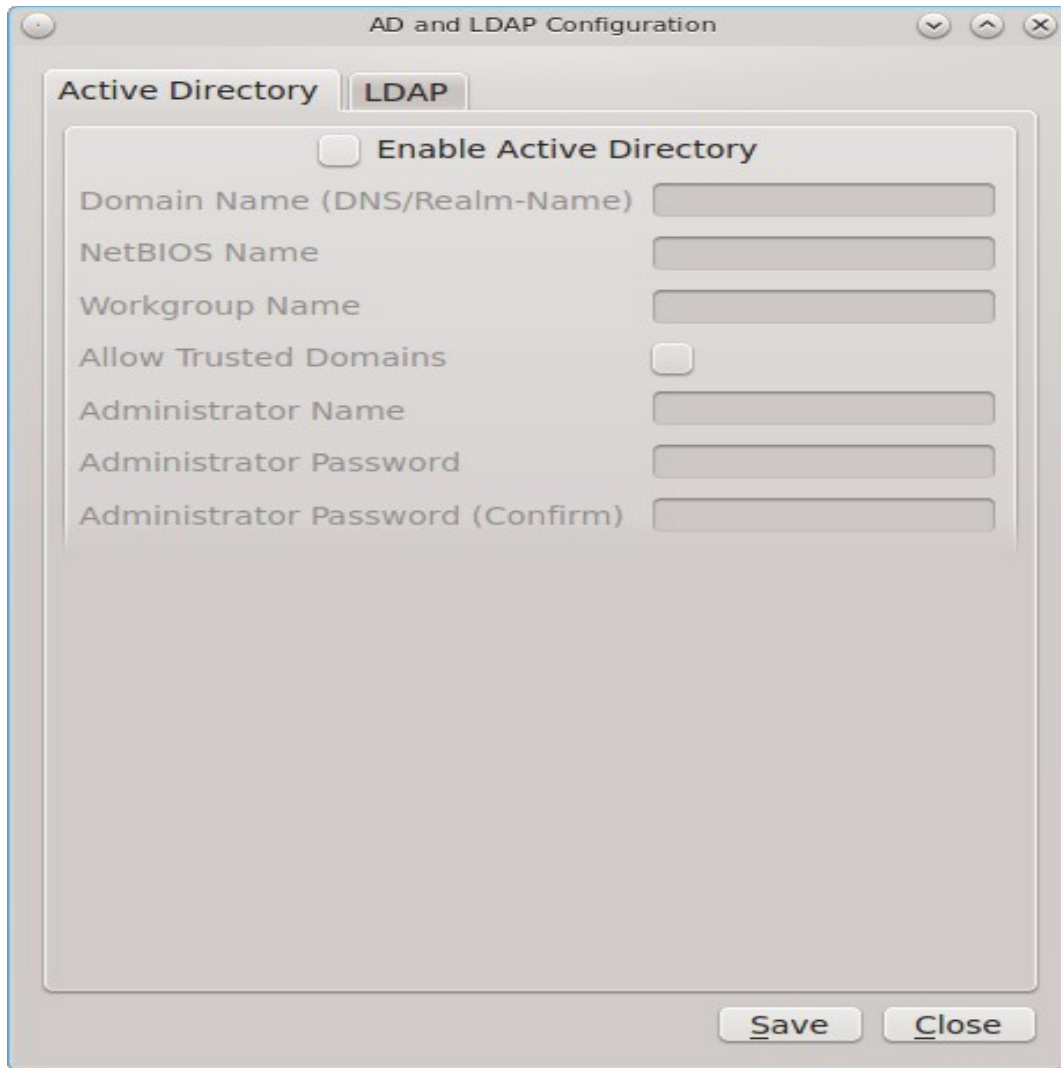 AD and LDAP Configuration
Active Directory
LDAP
Enable Active Directory
Domain Name (DNS/Realm-Name)
NetBIOS Name
Workgroup Name
Allow Trusted Domains
Administrator Name
Administrator Password
Administrator Password (Confirm)
Save
Close